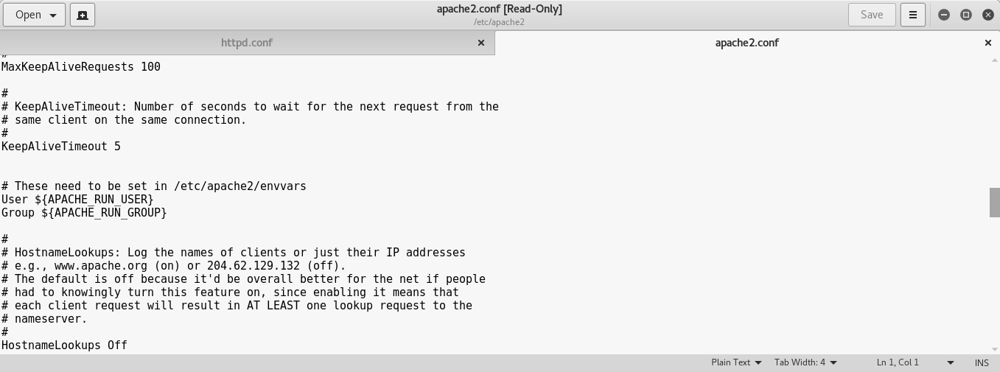 Open
apache2.conf [Read-Only]
/etc/apache2
Save
httpd.conf
apache2.conf
#
MaxKeepAliveRequests 100
#
# KeepAliveTimeout: Number of seconds to wait for the next request from the
# same client on the same connection.
#
KeepAliveTimeout 5
# These need to be set in /etc/apache2/envvars
User ${APACHE_RUN_USER}
Group ${APACHE_RUN_GROUP}
#
# HostnameLookups: Log the names of clients or just their IP addresses
# e.g., www.apache.org (on) or 204.62.129.132 (off).
# The default is off because it'd be overall better for the net if people
# had to knowingly turn this feature on, since enabling it means that
# each client request will result in AT LEAST one lookup request to the
# nameserver.
#
HostnameLookups Off
Plain Text Tab Width: 4 Ln 1, Col 1 INS